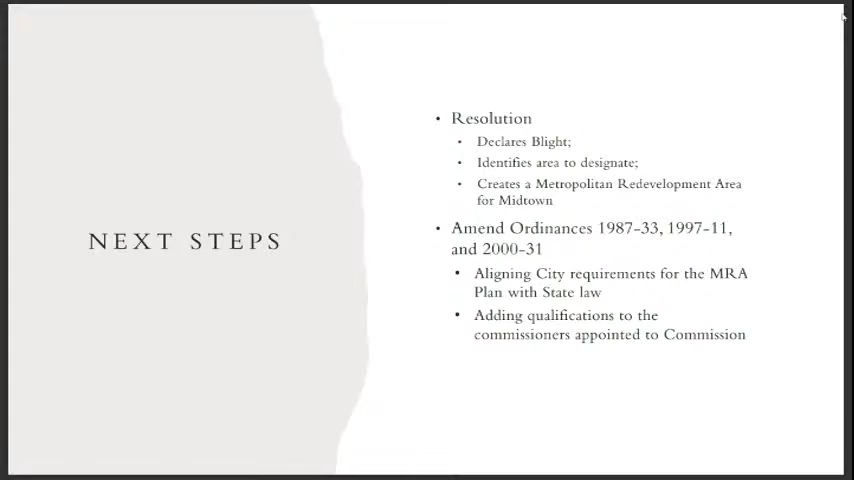 NEXT STEPS
• Resolution
• Declares Blight;
• Identifies area to designate;
• Creates a Metropolitan Redevelopment Area
for Midtown
• Amend Ordinances 1987-33, 1997-11,
and 2000-31
• Aligning City requirements for the MRA
Plan with State law
• Adding qualifications to the
commissioners appointed to Commission